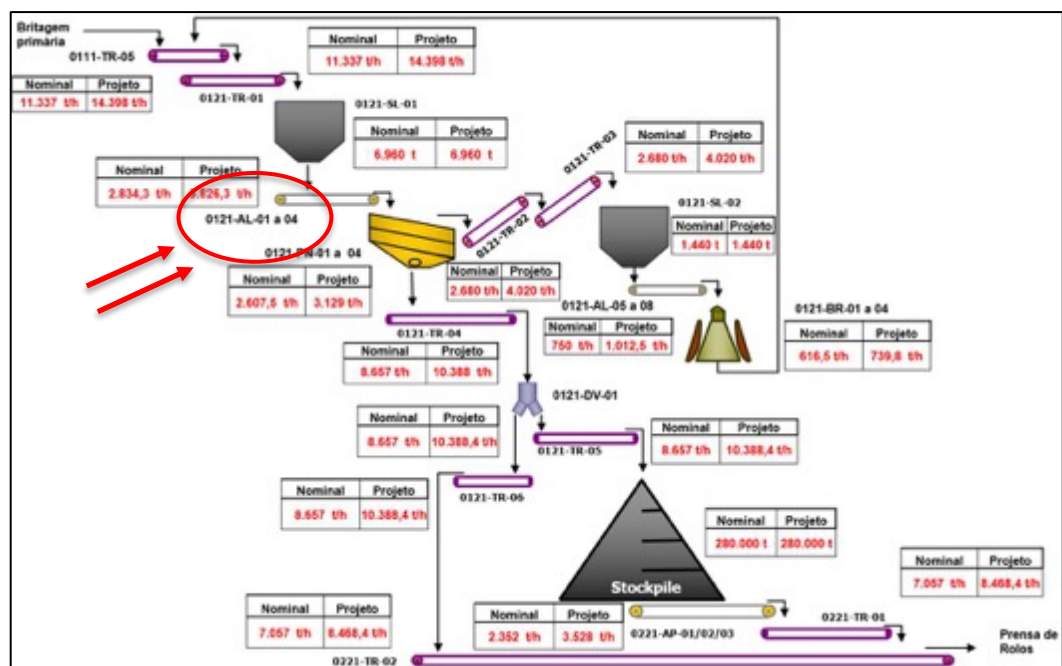 Britagem
primária
0111-TR-05
Nominal Projeto
11.337 t/h 14.398 t/h
Nominal Projeto
11.337 t/h 14.398 t/h
0121-TR-01
0121-SL-01
Nominal Projeto
6.960 t 6.960 t
0121-TR-03
Nominal Projeto
2.680 t/h 4.020 t/h
Nominal Projeto
2.834,3 t/h .826,3 t/h
0121-AL-01 a 04
0121-TR-02
0121-SL-02
Nominal Projeto
1.440 t 1.440 t
0121-PN-01 a 04
Nominal Projeto
2.607,5 t/h 3.129 t/h
Nominal Projeto
2.680 t/h 4.020 t/h
0121-AL-05 a 08
Nominal Projeto
750 t/h 1.012,5 t/h
0121-BR-01 a 04
Nominal Projeto
616,5 t/h 739,8 t/h
0121-TR-04
Nominal Projeto
8.657 t/h 10.388 t/h
0121-DV-01
Nominal Projeto
8.657 t/h 10.388,4 t/h
0121-TR-05
Nominal Projeto
8.657 t/h 10.388,4 t/h
Nominal Projeto
8.657 t/h 10.388,4 t/h
0121-TR-06
Nominal Projeto
280.000 t 280.000 t
Stockpile
Nominal Projeto
7.057 t/h 8.468,4 t/h
Nominal Projeto
7.057 t/h 8.468,4 t/h
Nominal Projeto
2.352 t/h 3.528 t/h
0221-AP-01/02/03
0221-TR-01
0221-TR-02
Prensa de
Rolos